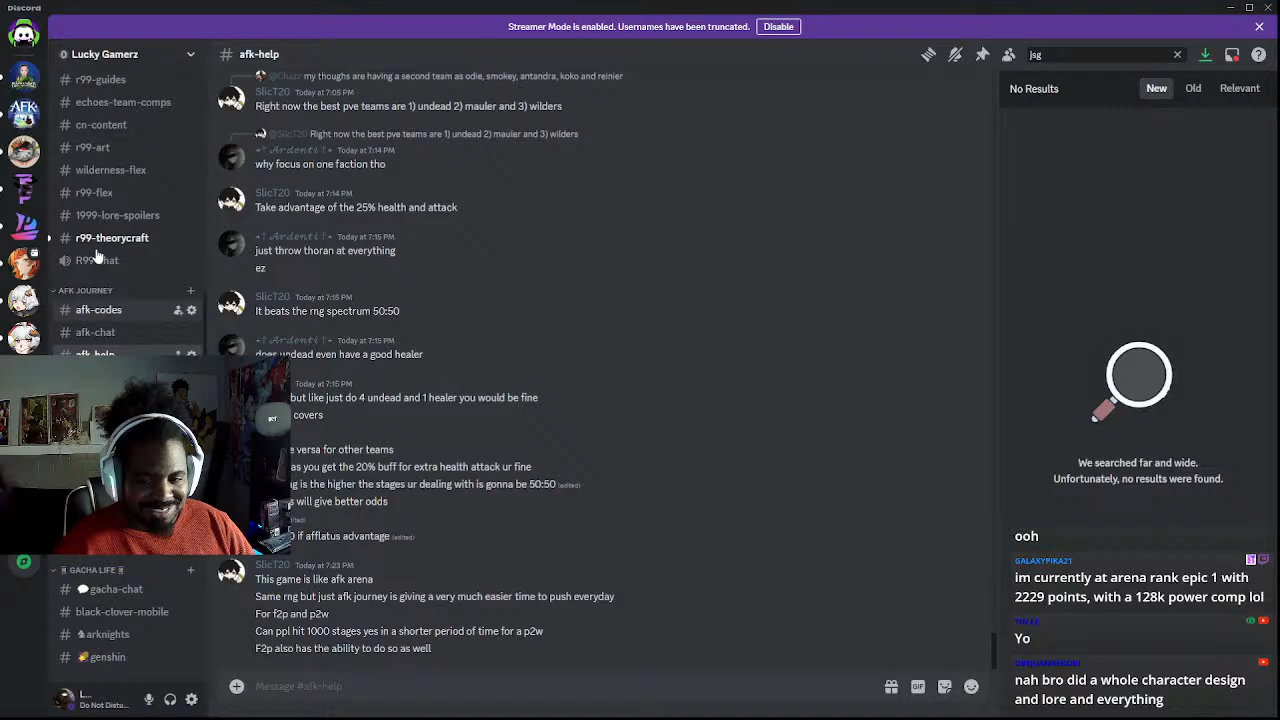 Discord
Streamer Mode is enabled. Usernames have been truncated.
Disable
Lucky Gamerz
r99-guides
echoes-team-comps
cn-content
r99-art
wilderness-flex
r99-flex
1999-lore-spoilers
r99-theorycraft
AFK JOURNEY
afk-codes
afk-chat
afk-help
GACHA LIFE
gacha-chat
black-clover-mobile
arknights
genshin
L...
Do Not Distu...
# afk-help
@Chazz my thoughs are having a second team as odie, smokey, antandra, koko and reinier
SlicT20 Today at 7:05 PM
Right now the best pve teams are 1) undead 2) mauler and 3) wilders
@SlicT20 Right now the best pve teams are 1) undead 2) mauler and 3) wilders
Ardenti Today at 7:14 PM
why focus on one faction tho
SlicT20 Today at 7:14 PM
Take advantage of the 25% health and attack
Ardenti Today at 7:15 PM
just throw thoran at everything
ez
SlicT20 Today at 7:15 PM
It beats the rng spectrum 50:50
Ardenti Today at 7:15 PM
does undead even have a good healer
Today at 7:15 PM
but like just do 4 undead and 1 healer you would be fine
covers
e versa for other teams
as you get the 20% buff for extra health attack ur fine
g is the higher the stages ur dealing with is gonna be 50:50 (edited)
s will give better odds
if afflatus advantage (edited)
SlicT20 Today at 7:23 PM
This game is like afk arena
Same rng but just afk journey is giving a very much easier time to push everyday
For f2p and p2w
Can ppl hit 1000 stages yes in a shorter period of time for a p2w
F2p also has the ability to do so as well
Message #afk-help
GIF
jsg
No Results
New
Old
Relevant
We searched far and wide.
Unfortunately, no results were found.
ooh
GALAXYPIKA21
im currently at arena rank epic 1 with
2229 points, with a 128k power comp lol
Yo
nah bro did a whole character design
and lore and everything